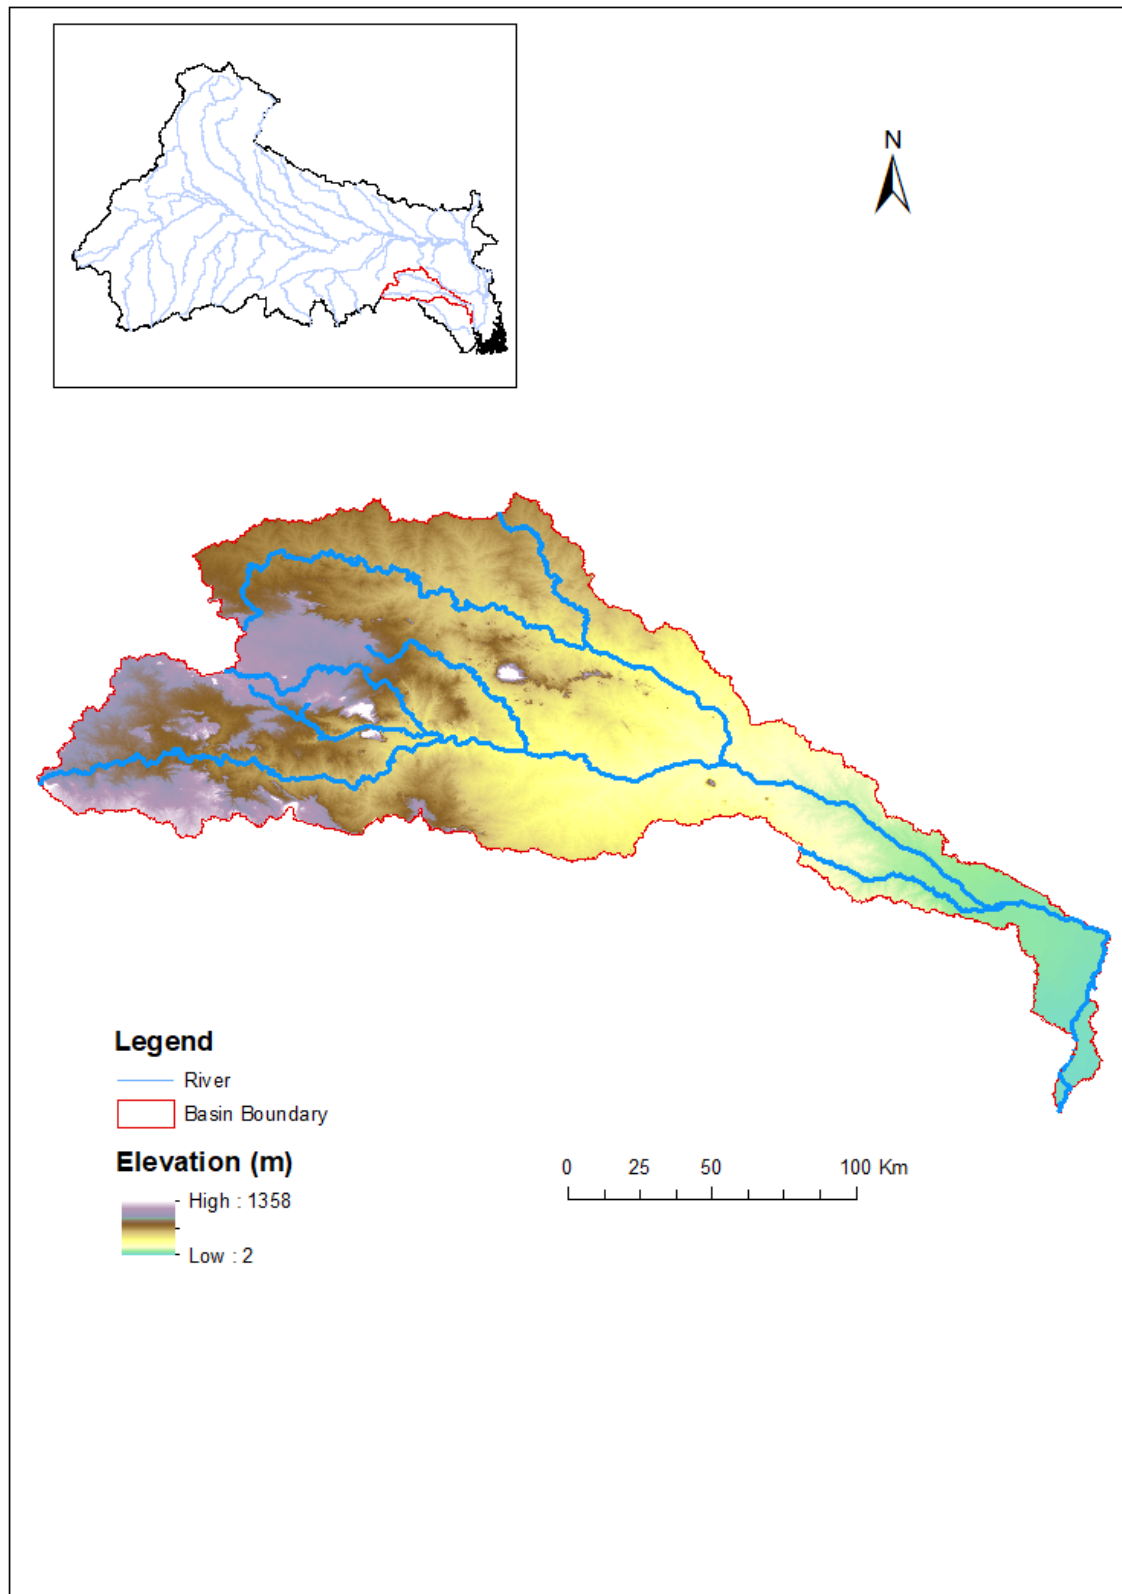 N
Legend
River
Basin Boundary
Elevation (m)
High : 1358
Low : 2
0 25 50 100 Km